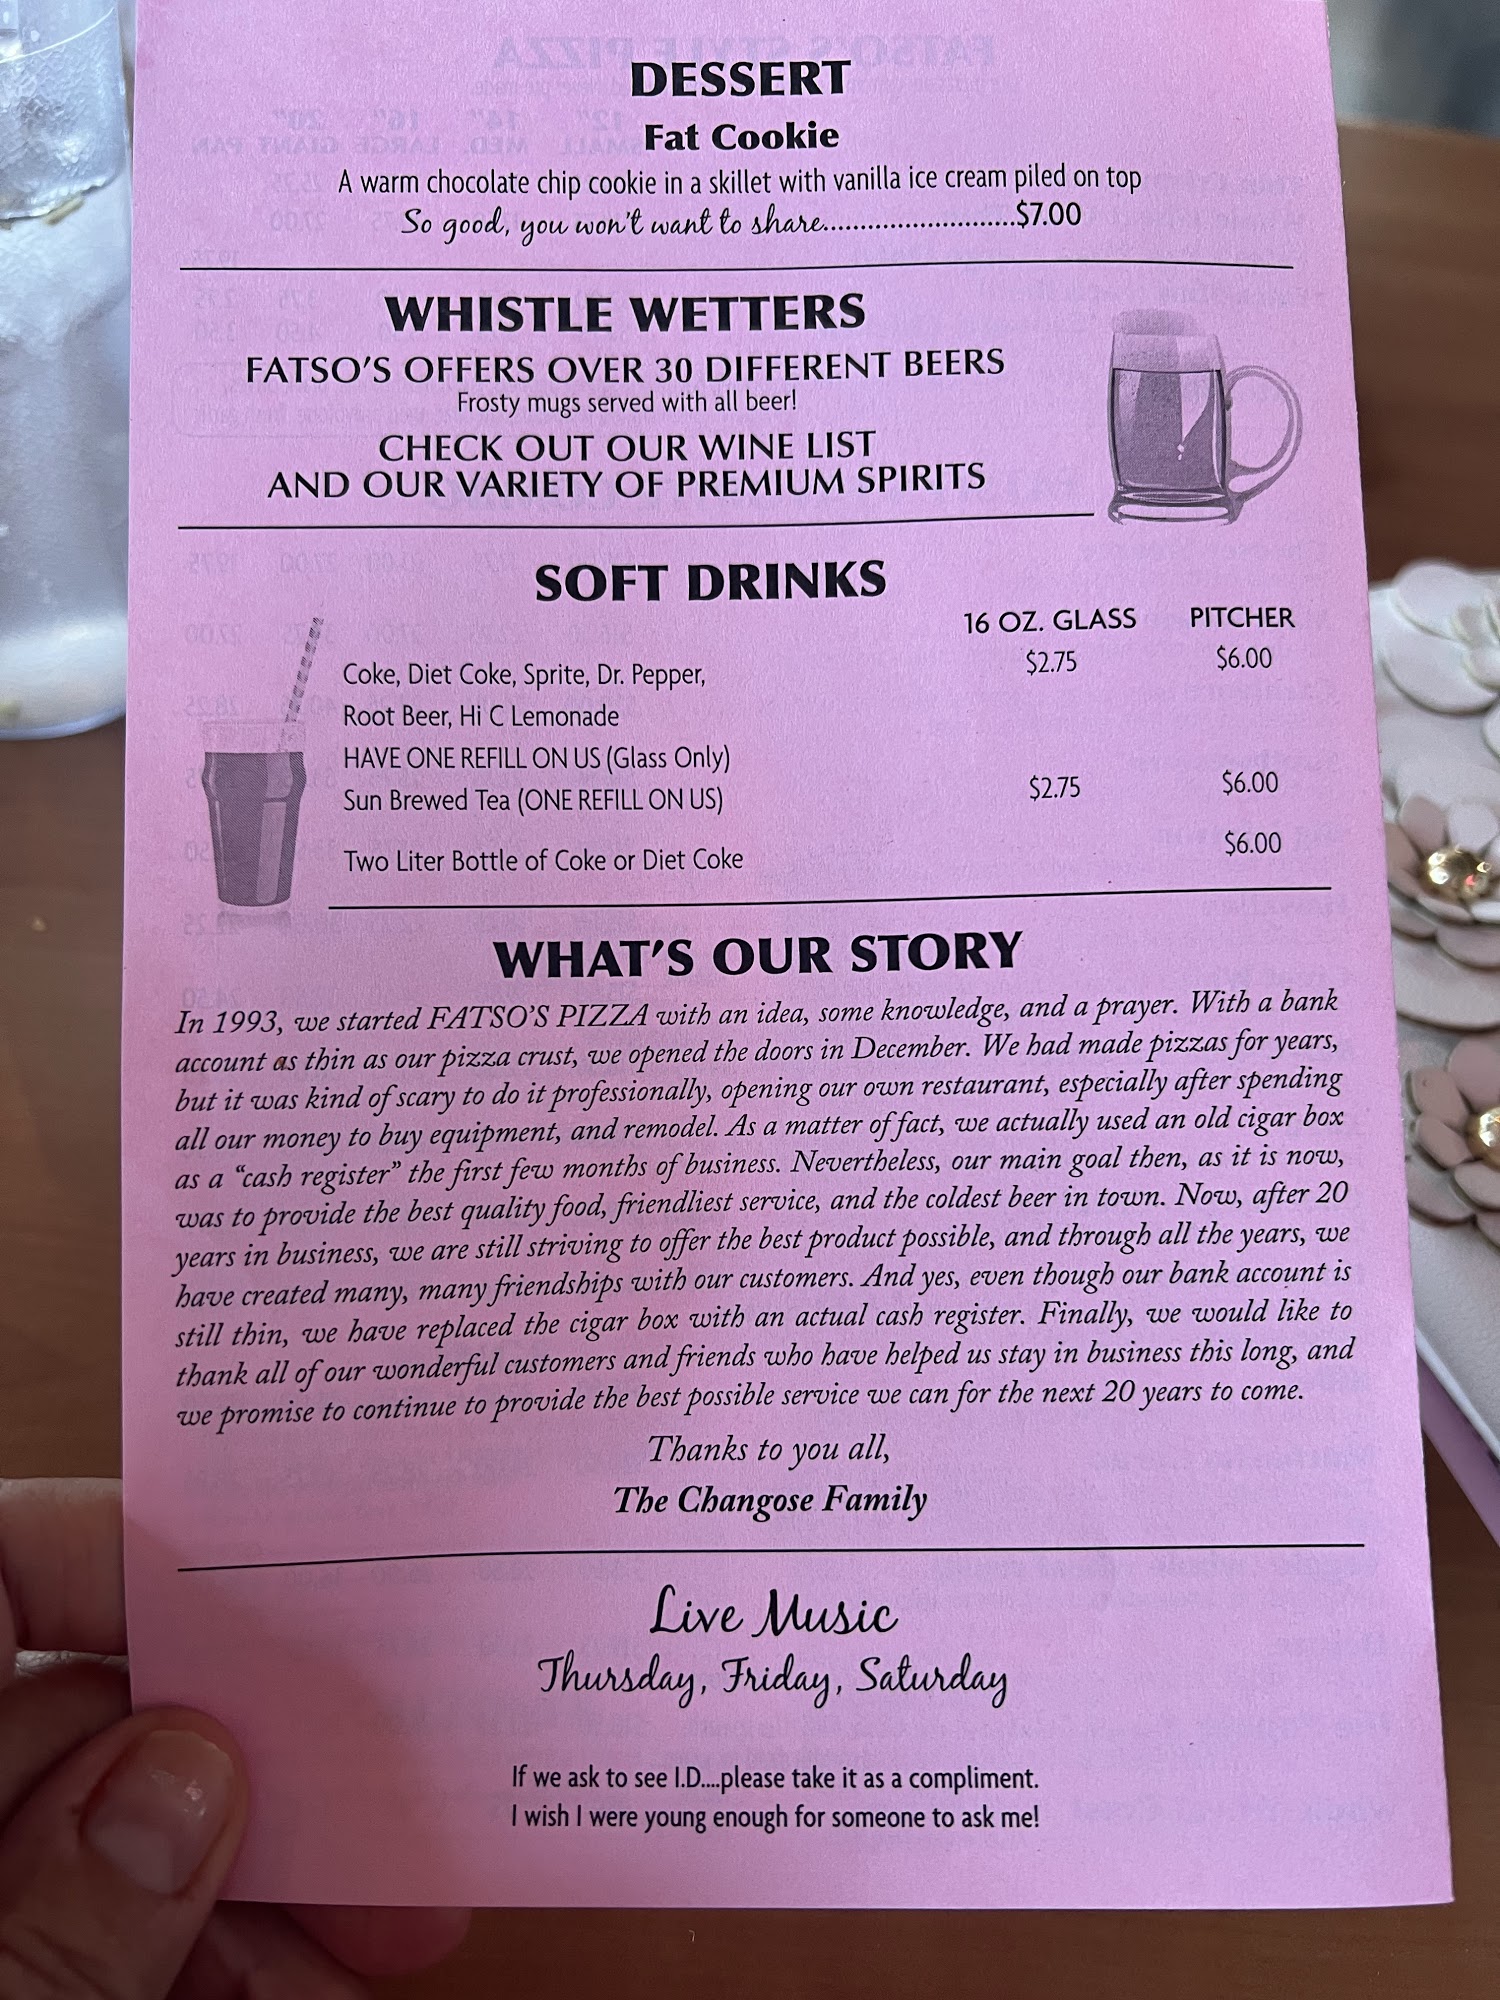 DESSERT
Fat Cookie
A warm chocolate chip cookie in a skillet with vanilla ice cream piled on top
So good, you won't want to share..........................$7.00
WHISTLE WETTERS
FATSO'S OFFERS OVER 30 DIFFERENT BEERS
Frosty mugs served with all beer!
CHECK OUT OUR WINE LIST
AND OUR VARIETY OF PREMIUM SPIRITS
SOFT DRINKS
16 OZ. GLASS PITCHER
Coke, Diet Coke, Sprite, Dr. Pepper, $2.75 $6.00
Root Beer, Hi C Lemonade
HAVE ONE REFILL ON US (Glass Only)
Sun Brewed Tea (ONE REFILL ON US) $2.75 $6.00
Two Liter Bottle of Coke or Diet Coke $6.00
WHAT'S OUR STORY
In 1993, we started FATSO'S PIZZA with an idea, some knowledge, and a prayer. With a bank
account as thin as our pizza crust, we opened the doors in December. We had made pizzas for years,
but it was kind of scary to do it professionally, opening our own restaurant, especially after spending
all our money to buy equipment, and remodel. As a matter of fact, we actually used an old cigar box
as a "cash register" the first few months of business. Nevertheless, our main goal then, as it is now,
was to provide the best quality food, friendliest service, and the coldest beer in town. Now, after 20
years in business, we are still striving to offer the best product possible, and through all the years, we
have created many, many friendships with our customers. And yes, even though our bank account is
still thin, we have replaced the cigar box with an actual cash register. Finally, we would like to
thank all of our wonderful customers and friends who have helped us stay in business this long, and
we promise to continue to provide the best possible service we can for the next 20 years to come.
Thanks to you all,
The Changose Family
Live Music
Thursday, Friday, Saturday
If we ask to see I.D....please take it as a compliment.
I wish I were young enough for someone to ask me!